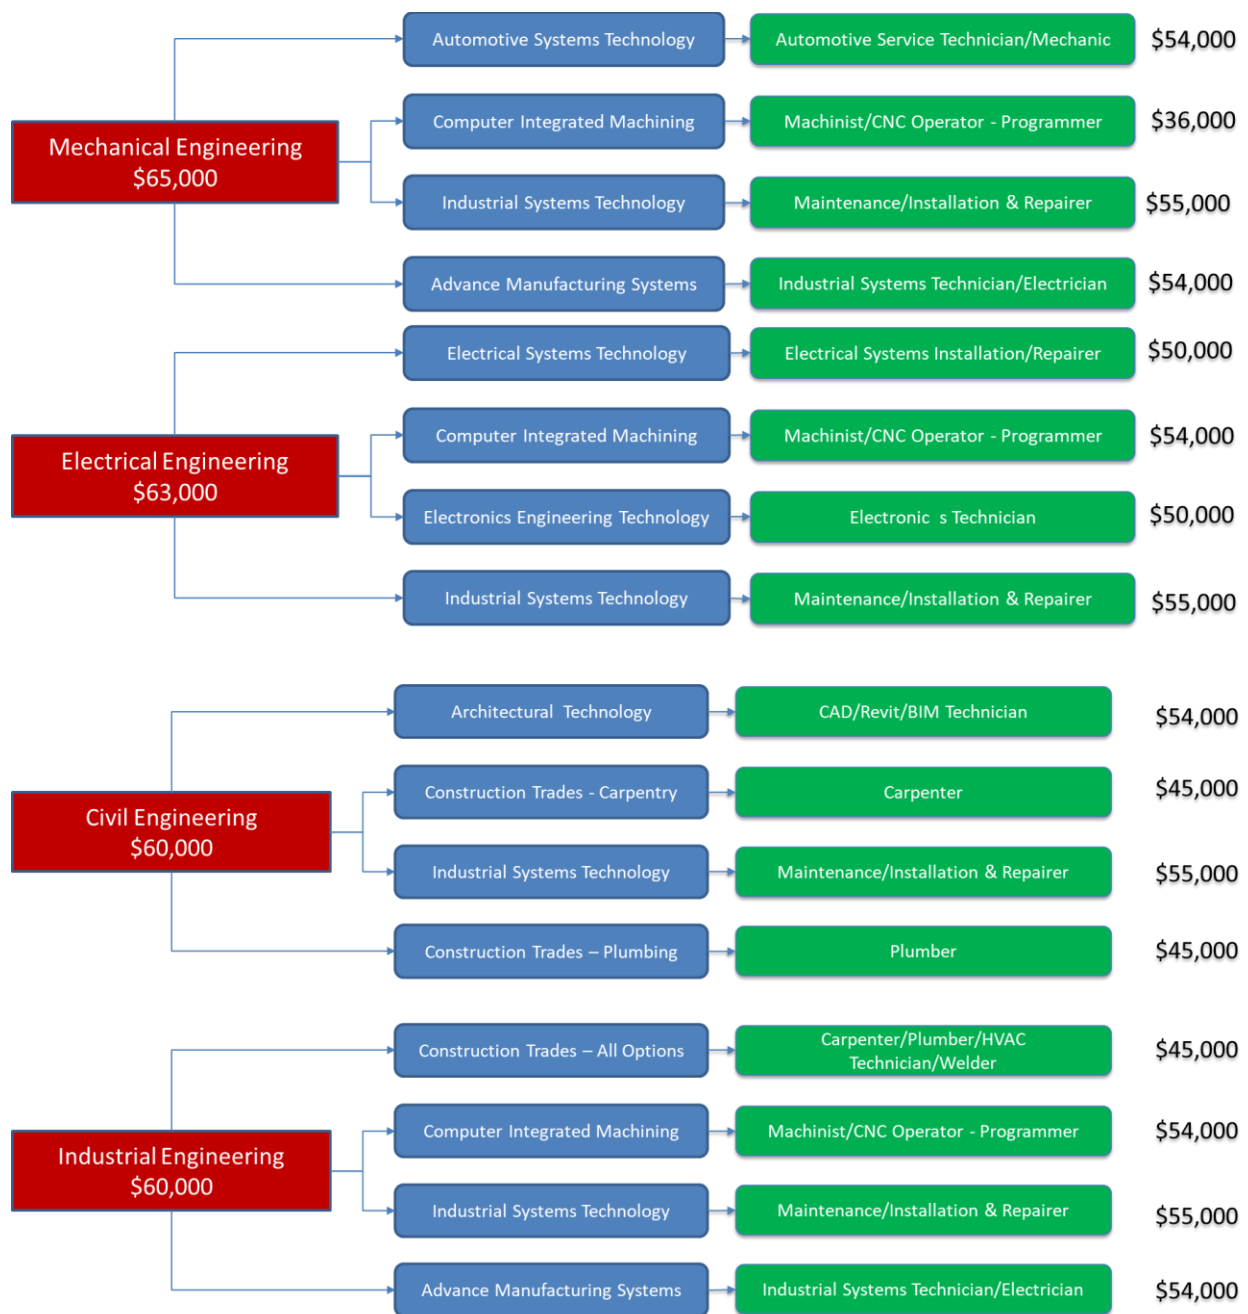 Automotive Systems Technology
Automotive Service Technician/Mechanic
$54,000
Mechanical Engineering
$65,000
Computer Integrated Machining
Machinist/CNC Operator - Programmer
$36,000
Industrial Systems Technology
Maintenance/Installation & Repairer
$55,000
Advance Manufacturing Systems
Industrial Systems Technician/Electrician
$54,000
Electrical Systems Technology
Electrical Systems Installation/Repairer
$50,000
Electrical Engineering
$63,000
Computer Integrated Machining
Machinist/CNC Operator - Programmer
$54,000
Electronics Engineering Technology
Electronic  s Technician
$50,000
Industrial Systems Technology
Maintenance/Installation & Repairer
$55,000
Architectural  Technology
CAD/Revit/BIM Technician
$54,000
Civil Engineering
$60,000
Construction Trades - Carpentry
Carpenter
$45,000
Industrial Systems Technology
Maintenance/Installation & Repairer
$55,000
Construction Trades – Plumbing
Plumber
$45,000
Construction Trades – All Options
Carpenter/Plumber/HVAC
Technician/Welder
$45,000
Industrial Engineering
$60,000
Computer Integrated Machining
Machinist/CNC Operator - Programmer
$54,000
Industrial Systems Technology
Maintenance/Installation & Repairer
$55,000
Advance Manufacturing Systems
Industrial Systems Technician/Electrician
$54,000